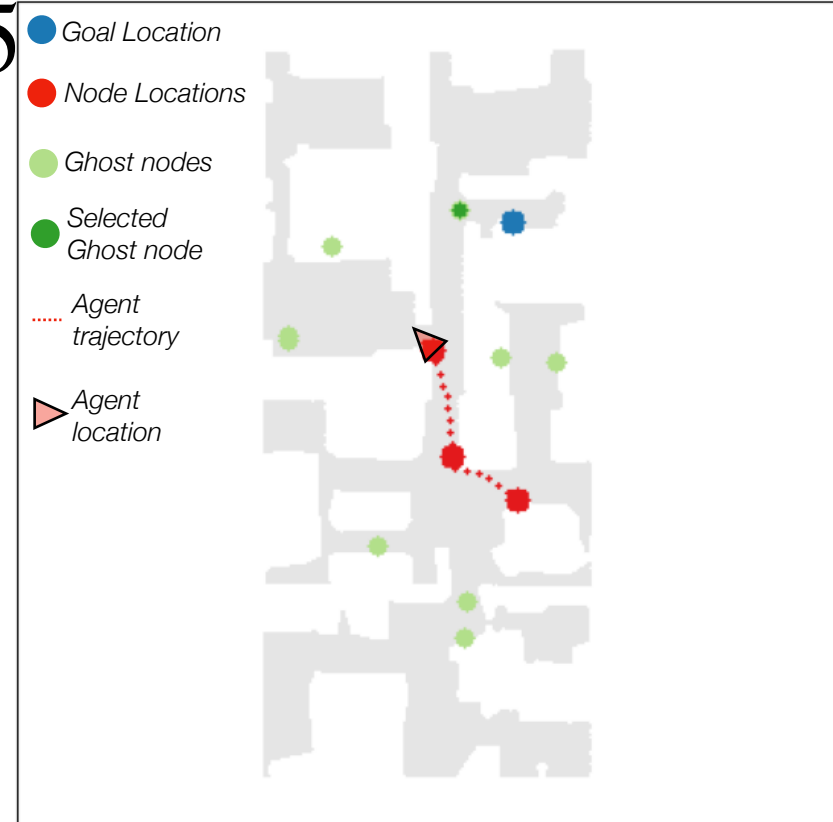 5
Goal Location
Node Locations
Ghost nodes
Selected
Ghost node
Agent
trajectory
Agent
location